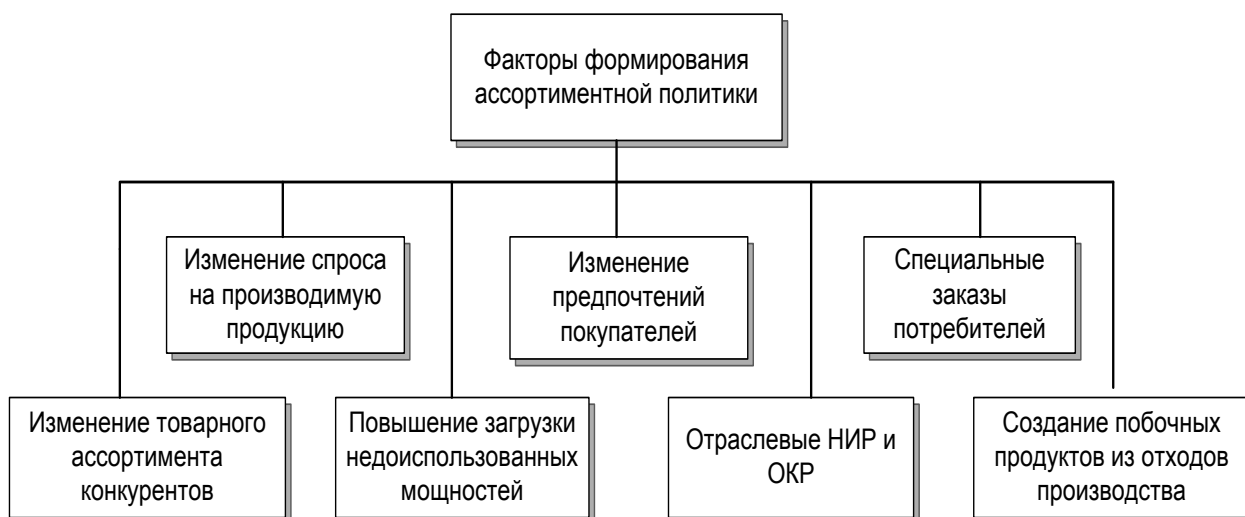 Факторы формирования
ассортиментной политики
Изменение спроса
на производимую
продукцию
Изменение
предпочтений
покупателей
Специальные
заказы
потребителей
Изменение товарного
ассортимента
конкурентов
Повышение загрузки
недоиспользованных
мощностей
Отраслевые НИР и
ОКР
Создание побочных
продуктов из отходов
производства